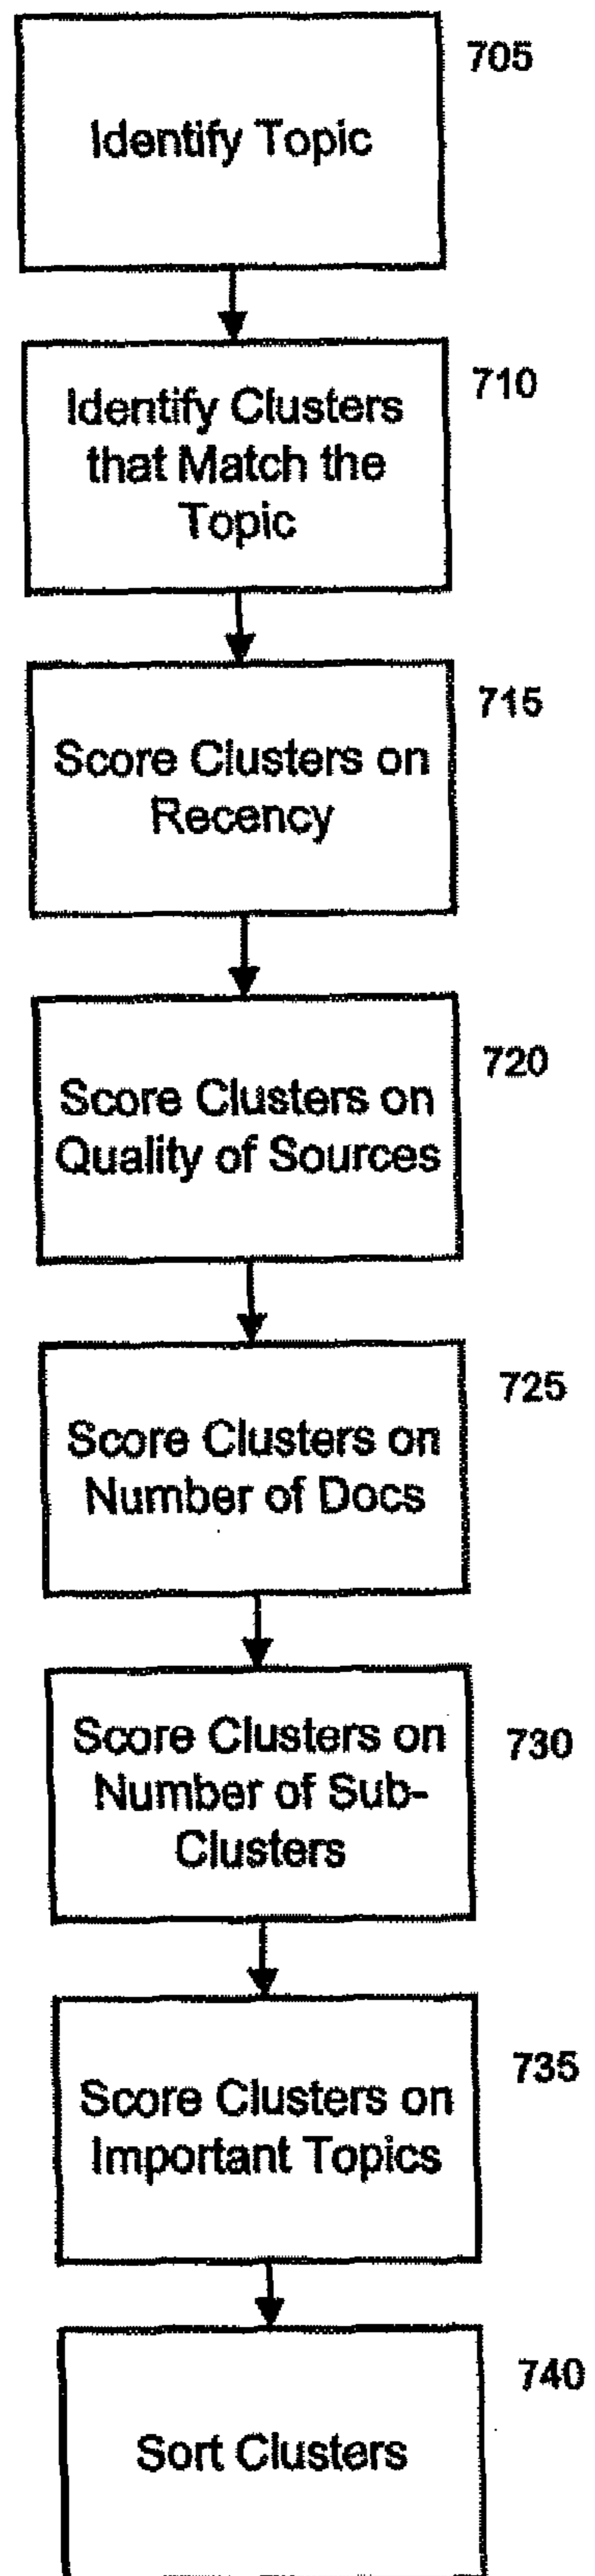 705
Identify Topic
710
Identify Clusters
that Match the
Topic
715
Score Clusters on
Recency
720
Score Clusters on
Quality of Sources
725
Score Clusters on
Number of Docs
730
Score Clusters on
Number of Sub-
Clusters
735
Score Clusters on
Important Topics
740
Sort Clusters